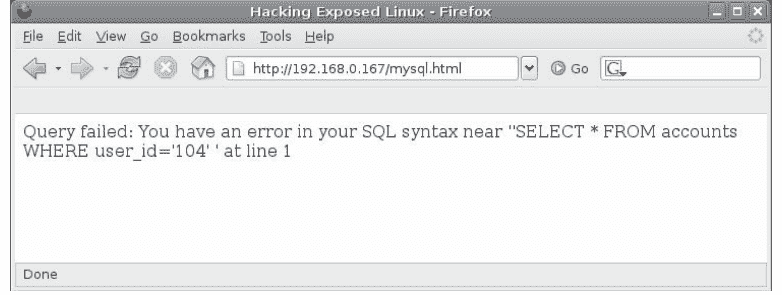 Hacking Exposed Linux - Firefox
File Edit View Go Bookmarks Tools Help
http://192.168.0.167/mysql.html Go G
Query failed: You have an error in your SQL syntax near "SELECT * FROM accounts
WHERE user_id='104' ' at line 1
Done